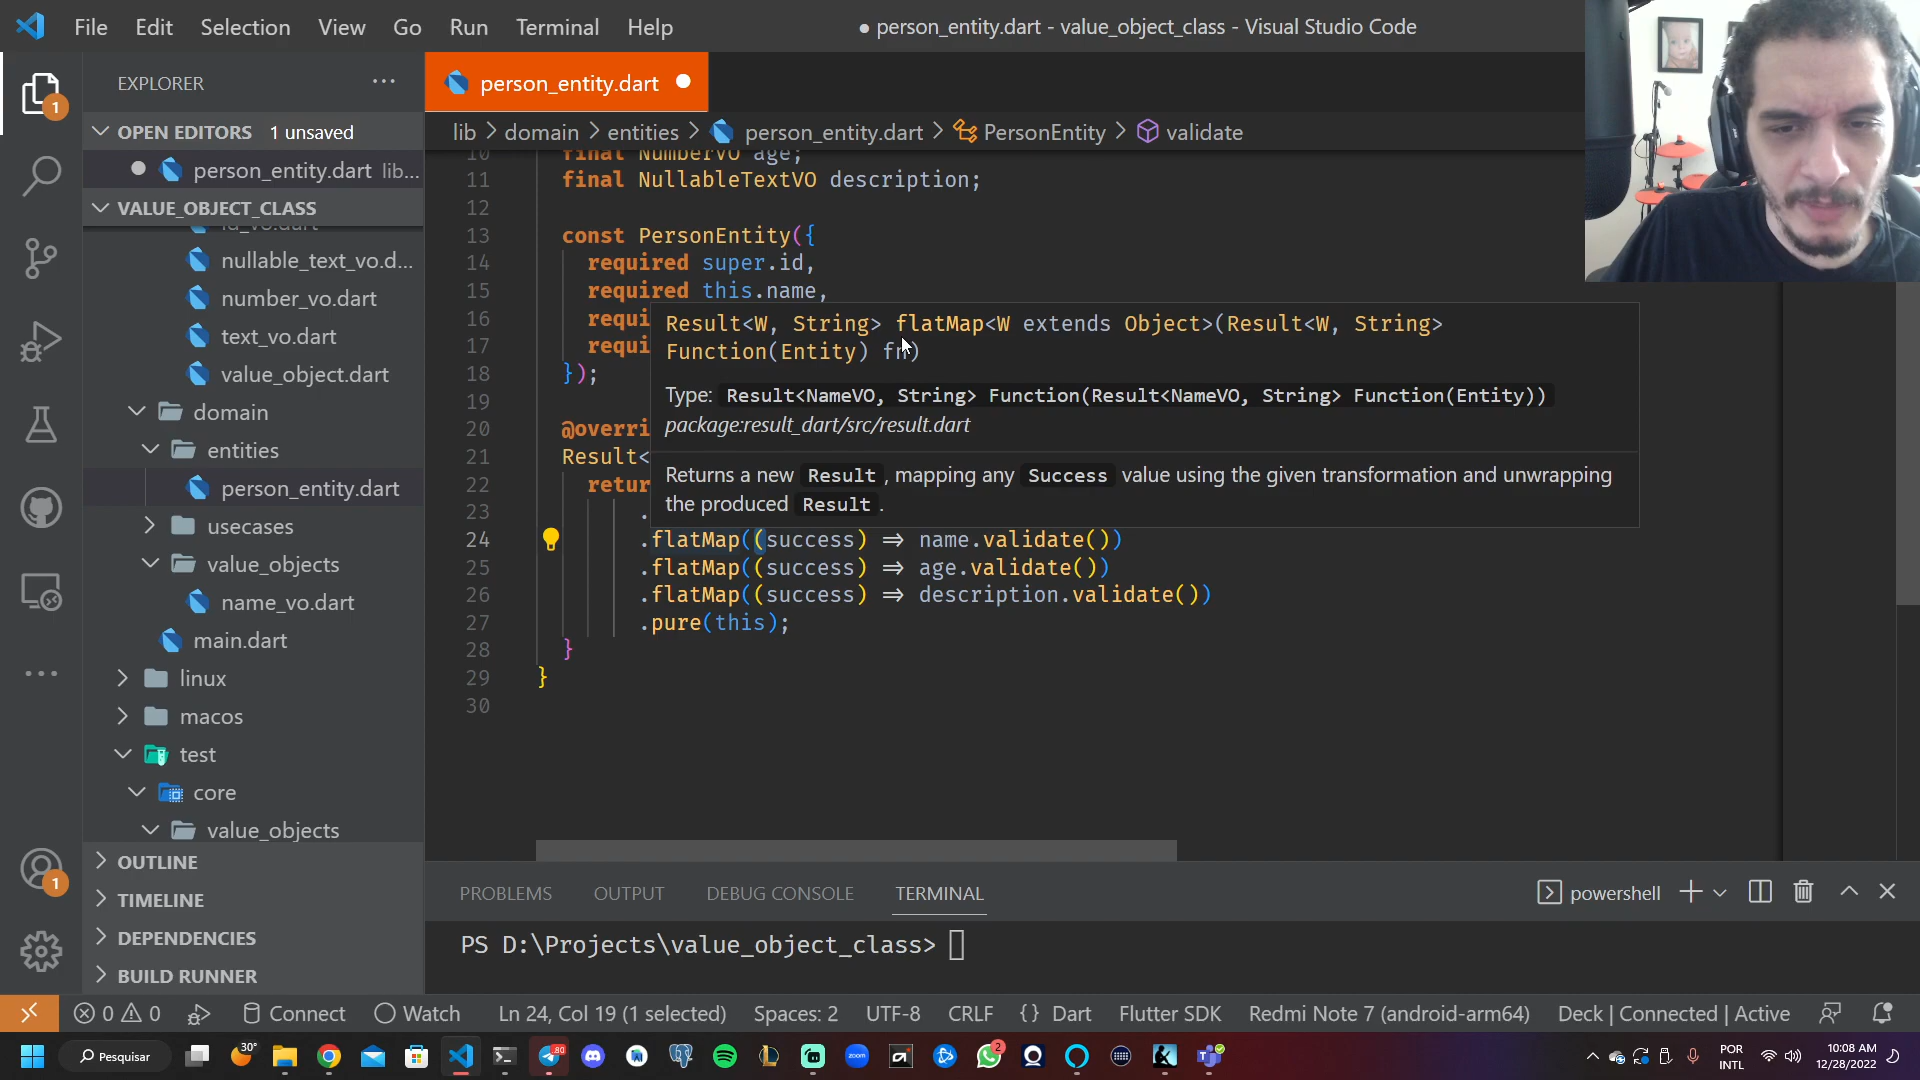 File Edit Selection View Go Run Terminal Help
● person_entity.dart - value_object_class - Visual Studio Code
EXPLORER
person_entity.dart
OPEN EDITORS 1 unsaved
lib > domain > entities > person_entity.dart > PersonEntity > validate
person_entity.dart lib...
VALUE_OBJECT_CLASS
id_vo.dart
nullable_text_vo.d...
number_vo.dart
text_vo.dart
value_object.dart
domain
entities
person_entity.dart
usecases
value_objects
name_vo.dart
main.dart
linux
macos
test
core
value_objects
OUTLINE
TIMELINE
DEPENDENCIES
BUILD RUNNER
1
1
10 final NumberVO age;
11 final NullableTextVO description;
12
13 const PersonEntity({
14 required super.id,
15 required this.name,
16 requi
17 requi
18 });
19
20 @overri
21 Result<
22 retur
23 .
24 .flatMap((success) => name.validate())
25 .flatMap((success) => age.validate())
26 .flatMap((success) => description.validate())
27 .pure(this);
28 }
29 }
30
Result<W, String> flatMap<W extends Object>(Result<W, String>
Function(Entity) fn)
Type: Result<NameVO, String> Function(Result<NameVO, String> Function(Entity))
package:result_dart/src/result.dart
Returns a new Result, mapping any Success value using the given transformation and unwrapping
the produced Result.
PROBLEMS OUTPUT DEBUG CONSOLE TERMINAL
powershell
PS D:\Projects\value_object_class>
0 0 Connect Watch Ln 24, Col 19 (1 selected) Spaces: 2 UTF-8 CRLF {} Dart Flutter SDK Redmi Note 7 (android-arm64) Deck | Connected | Active
30°
Pesquisar
80
zoom
2
POR
INTL
10:08 AM
12/28/2022